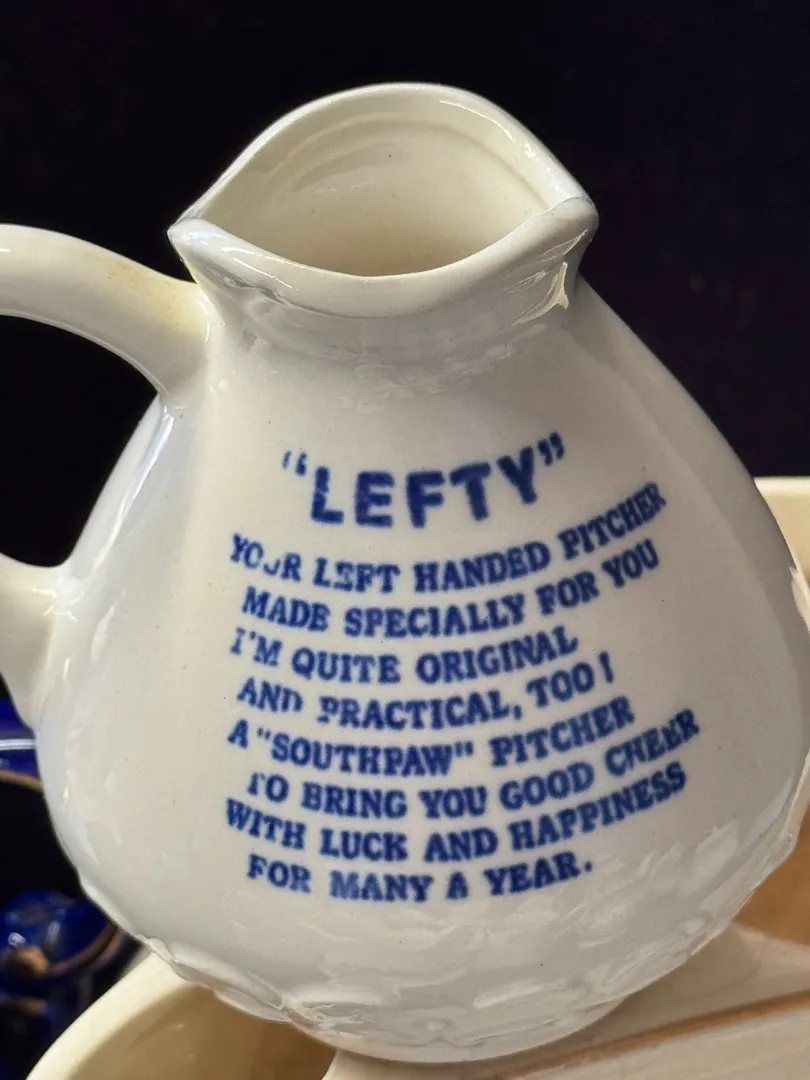 “LEFTY”
YOUR LEFT HANDED PITCHER
MADE SPECIALLY FOR YOU
I'M QUITE ORIGINAL
AND PRACTICAL, TOO!
A "SOUTHPAW" PITCHER
TO BRING YOU GOOD CHEER
WITH LUCK AND HAPPINESS
FOR MANY A YEAR.